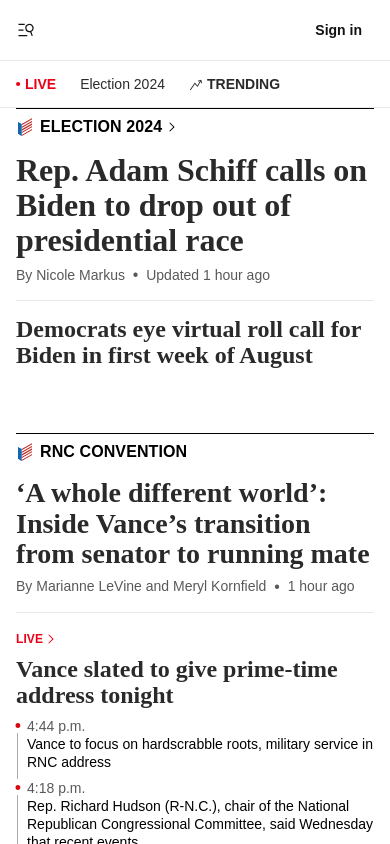 Sign in
LIVE
Election 2024
TRENDING
ELECTION 2024
Rep. Adam Schiff calls on
Biden to drop out of
presidential race
By Nicole Markus • Updated 1 hour ago
Democrats eye virtual roll call for
Biden in first week of August
RNC CONVENTION
‘A whole different world’:
Inside Vance’s transition
from senator to running mate
By Marianne LeVine and Meryl Kornfield • 1 hour ago
LIVE
Vance slated to give prime-time
address tonight
4:44 p.m.
Vance to focus on hardscrabble roots, military service in
RNC address
4:18 p.m.
Rep. Richard Hudson (R-N.C.), chair of the National
Republican Congressional Committee, said Wednesday
that recent events